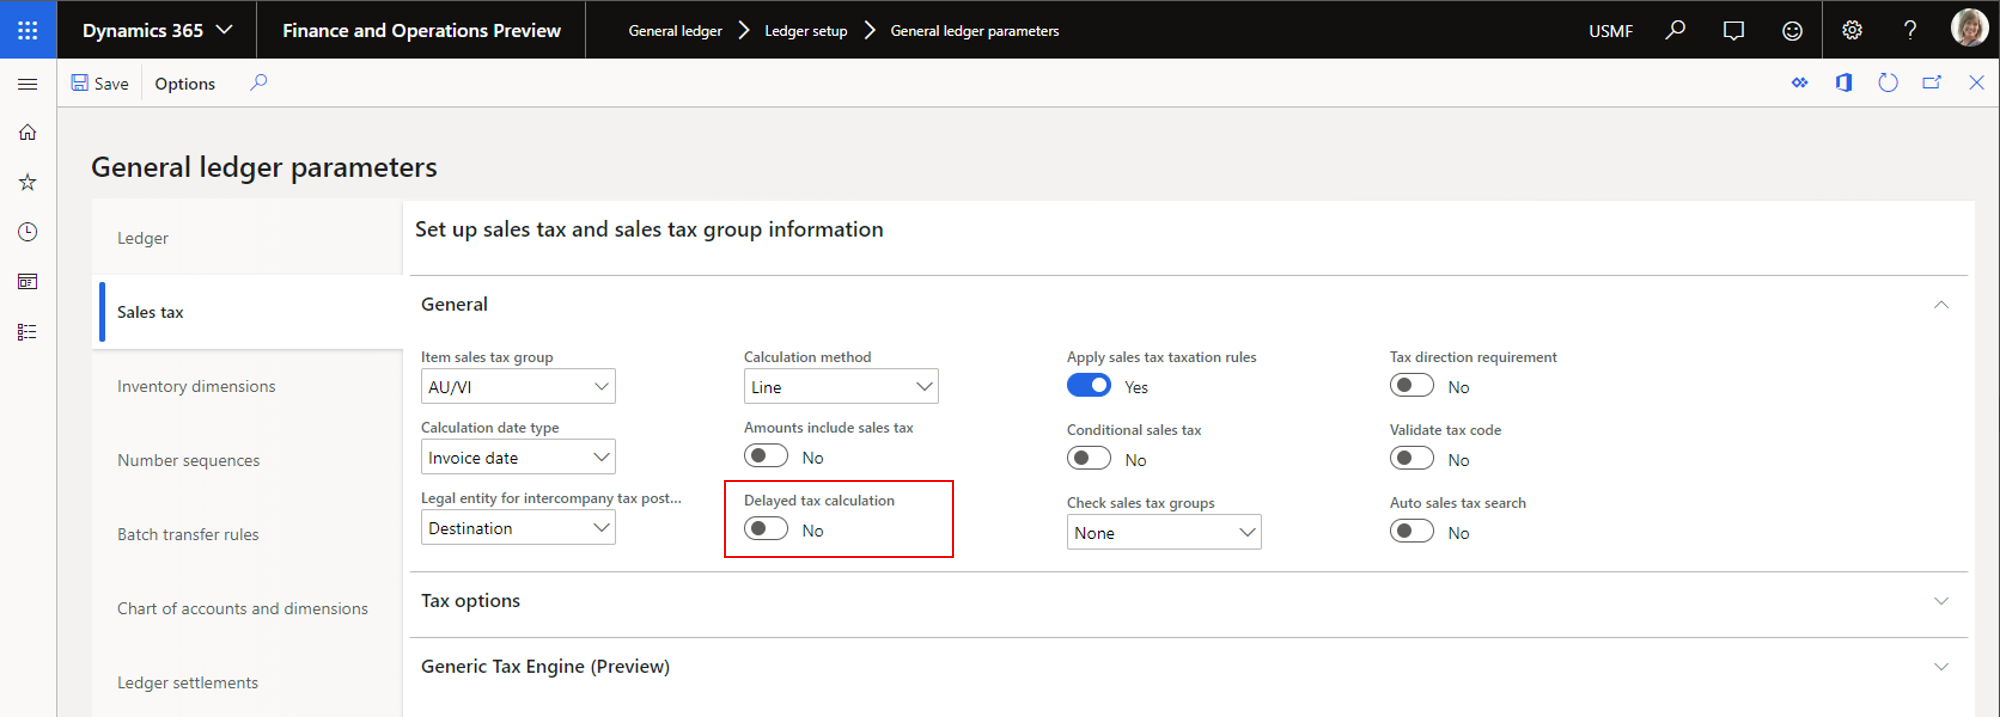 Dynamics 365
Finance and Operations Preview
General ledger
Ledger setup
General ledger parameters
USMF
?
Save
Options
General ledger parameters
Ledger
Sales tax
Inventory dimensions
Number sequences
Batch transfer rules
Chart of accounts and dimensions
Ledger settlements
Set up sales tax and sales tax group information
General
Item sales tax group
AU/VI
Calculation date type
Invoice date
Legal entity for intercompany tax post...
Destination
Calculation method
Line
Amounts include sales tax
No
Delayed tax calculation
No
Apply sales tax taxation rules
Yes
Conditional sales tax
No
Check sales tax groups
None
Tax direction requirement
No
Validate tax code
No
Auto sales tax search
No
Tax options
Generic Tax Engine (Preview)